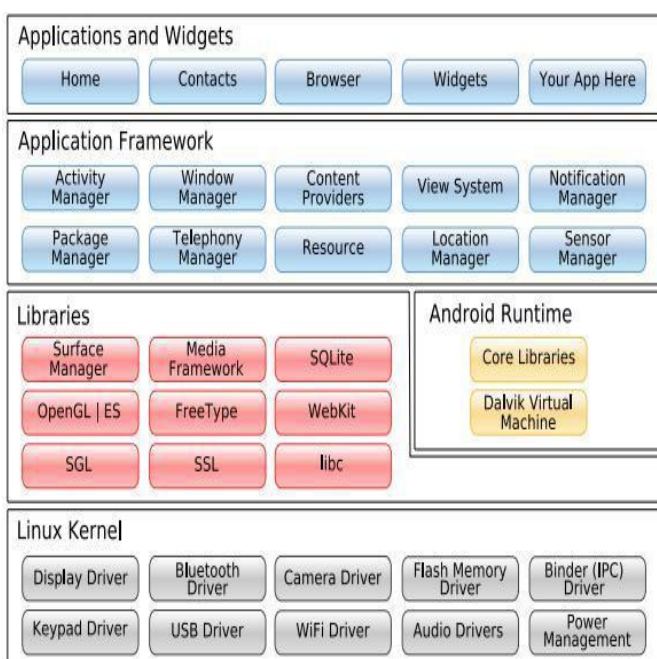 Applications and Widgets
Home
Contacts
Browser
Widgets
Your App Here
Application Framework
Activity
Manager
Window
Manager
Content
Providers
View System
Notification
Manager
Package
Manager
Telephony
Manager
Resource
Location
Manager
Sensor
Manager
Libraries
Surface
Manager
Media
Framework
SQLite
OpenGL | ES
FreeType
WebKit
SGL
SSL
libc
Android Runtime
Core Libraries
Dalvik Virtual
Machine
Linux Kernel
Display Driver
Bluetooth
Driver
Camera Driver
Flash Memory
Driver
Binder (IPC)
Driver
Keypad Driver
USB Driver
WiFi Driver
Audio Drivers
Power
Management